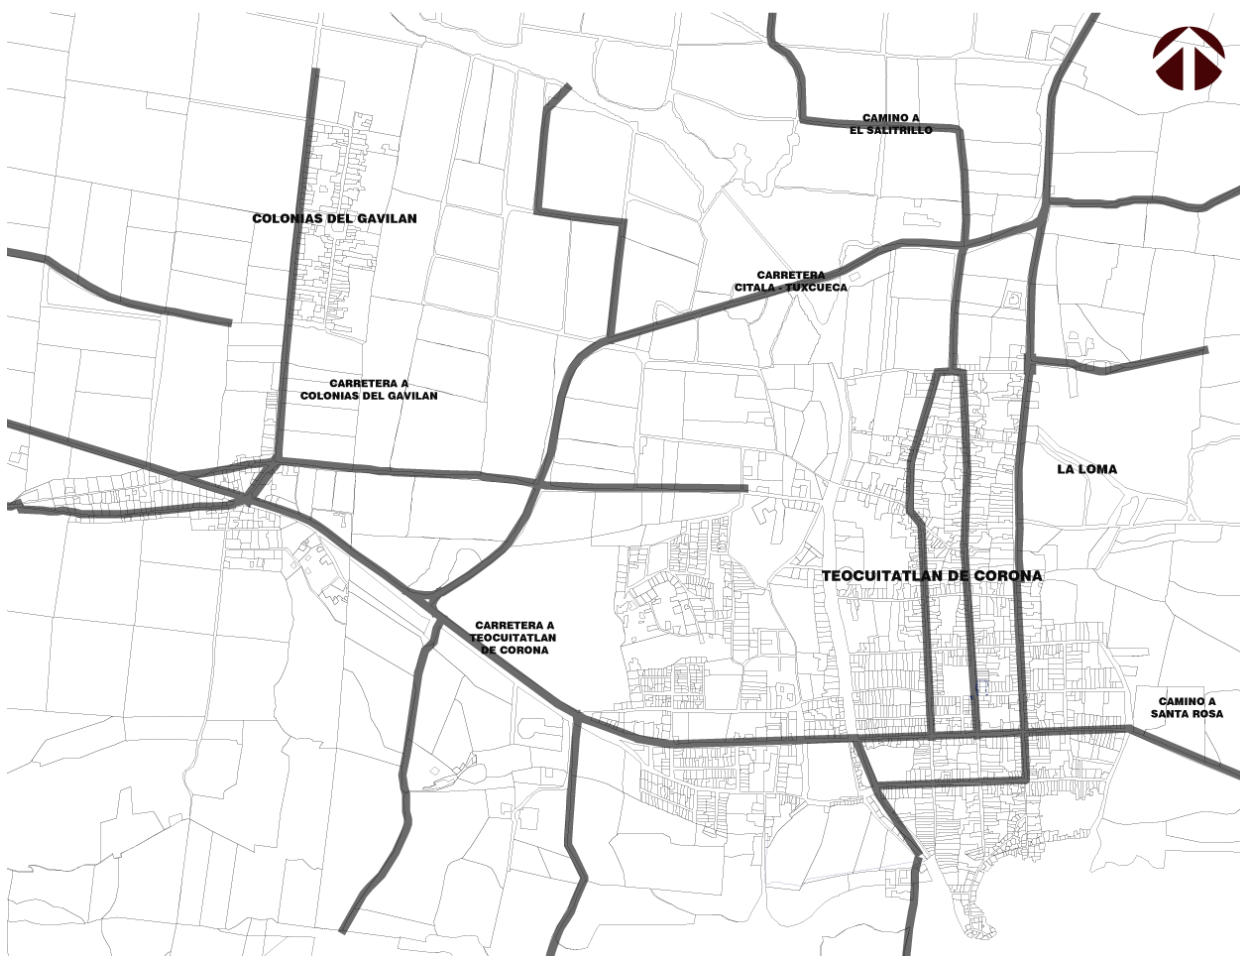 CAMINO A
EL SALITRILLO
COLONIAS DEL GAVILAN
CARRETERA
CITALA - TUXCUECA
CARRETERA A
COLONIAS DEL GAVILAN
LA LOMA
TEOCUITATLAN DE CORONA
CARRETERA A
TEOCUITATLAN
DE CORONA
CAMINO A
SANTA ROSA